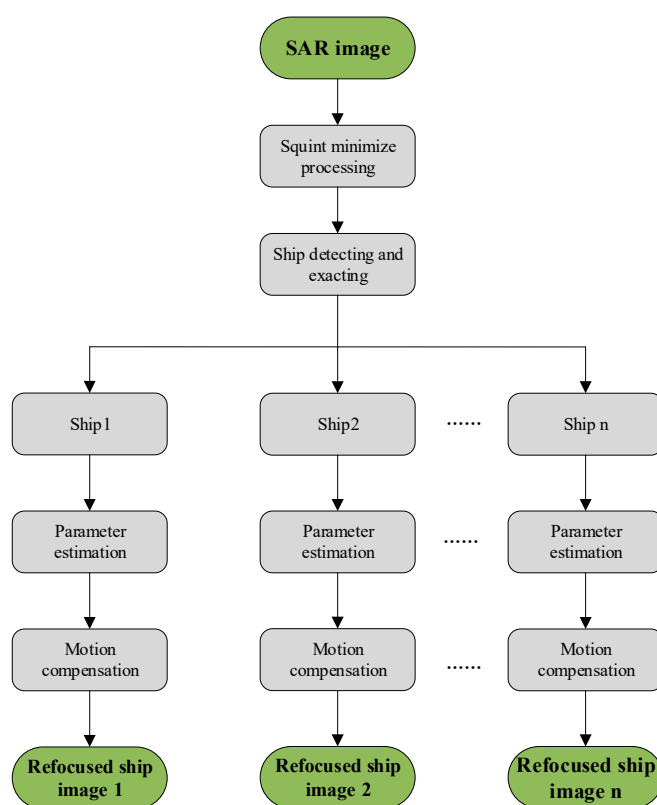 SAR image
Squint minimize
processing
Ship detecting and
exacting
Ship1
Ship2
......
Ship n
Parameter
estimation
Parameter
estimation
......
Parameter
estimation
Motion
compensation
Motion
compensation
......
Motion
compensation
Refocused ship
image 1
Refocused ship
image 2
Refocused ship
image n